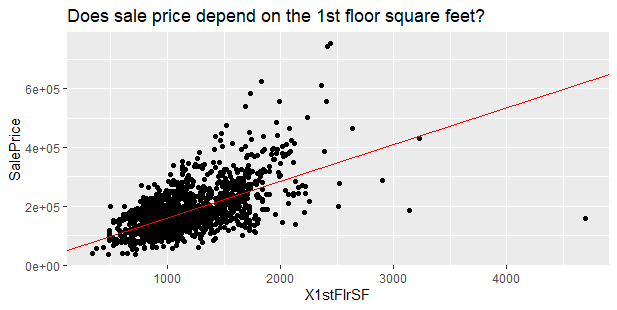 Does sale price depend on the 1st floor square feet?
6e+05
4e+05
2e+05
0e+00
SalePrice
1000 2000 3000 4000
X1stFlrSF